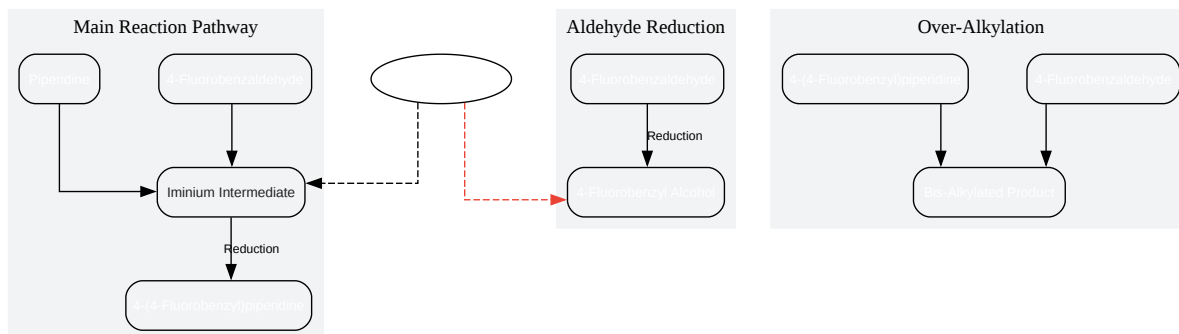 Main Reaction Pathway
Aldehyde Reduction
Over-Alkylation
Piperidine
4-Fluorobenzaldehyde
4-Fluorobenzaldehyde
4-(4-Fluorobenzyl)piperidine
4-Fluorobenzaldehyde
Reduction
Iminium Intermediate
4-Fluorobenzyl Alcohol
Bis-Alkylated Product
Reduction
4-(4-Fluorobenzyl)piperidine